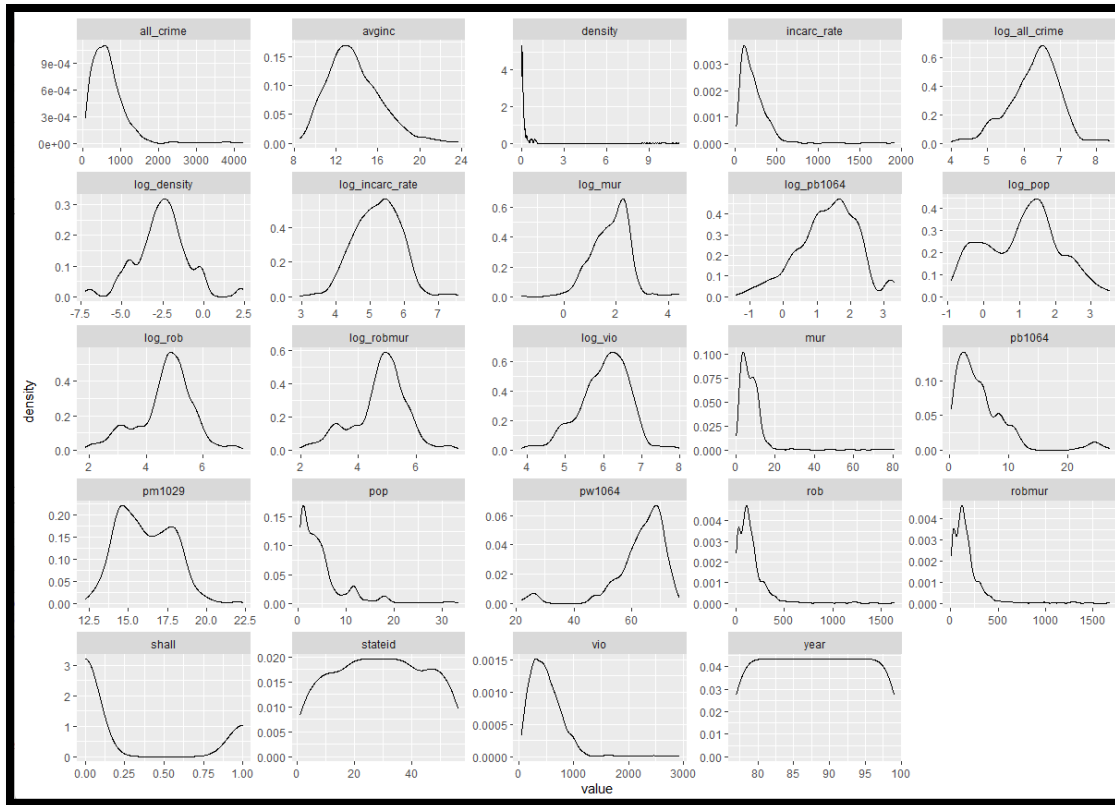 all_crime avginc density incarc_rate log_all_crime
9e-04 6e-04 3e-04 0e+00
0.15 0.10 0.05 0.00
4 2 0
0.003 0.002 0.001 0.000
0.6 0.4 0.2 0.0
0 1000 2000 3000 4000
8 12 16 20 24
0 3 6 9
0 500 1000 1500 2000
4 5 6 7 8
log_density log_incarc_rate log_mur log_pb1064 log_pop
0.3 0.2 0.1 0.0
0.4 0.2 0.0
0.6 0.4 0.2 0.0
0.4 0.3 0.2 0.1 0.0
0.4 0.3 0.2 0.1 0.0
-7.5 -5.0 -2.5 0.0 2.5
3 4 5 6 7
0 2 4
-1 0 1 2 3
-1 0 1 2 3
log_rob log_robmur log_vio mur pb1064
0.4 0.2 0.0
0.6 0.4 0.2 0.0
0.6 0.4 0.2 0.0
0.100 0.075 0.050 0.025 0.000
0.10 0.05 0.00
2 4 6
2 4 6
4 5 6 7 8
0 20 40 60 80
0 10 20
density
pm1029 pop pw1064 rob robmur
0.20 0.15 0.10 0.05 0.00
0.15 0.10 0.05 0.00
0.06 0.04 0.02 0.00
0.004 0.003 0.002 0.001 0.000
0.004 0.003 0.002 0.001 0.000
12.5 15.0 17.5 20.0 22.5
0 10 20 30
20 40 60
0 500 1000 1500
0 500 1000 1500
shall stateid vio year
3 2 1 0
0.020 0.015 0.010 0.005 0.000
0.0015 0.0010 0.0005 0.0000
0.04 0.03 0.02 0.01 0.00
0.00 0.25 0.50 0.75 1.00
0 20 40
0 1000 2000 3000
80 85 90 95 100
value